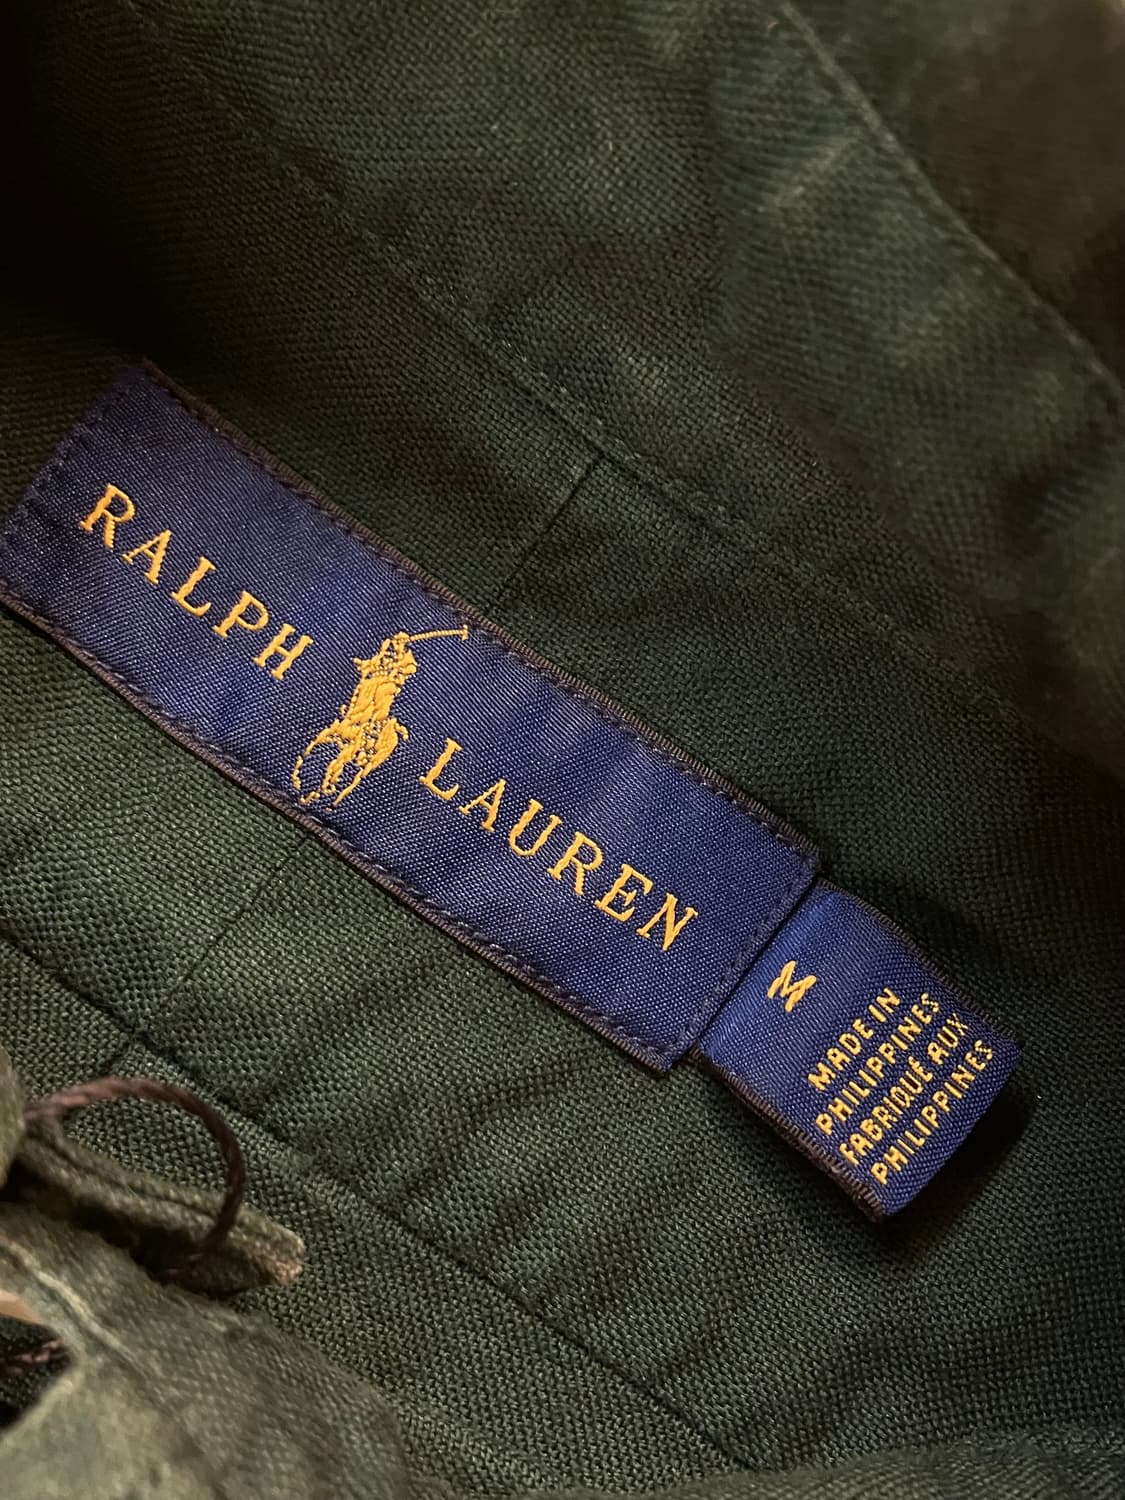 RALPH LAUREN
M
MADE IN
PHILIPPINES
FABRIQUÉ AUX
PHILIPPINES